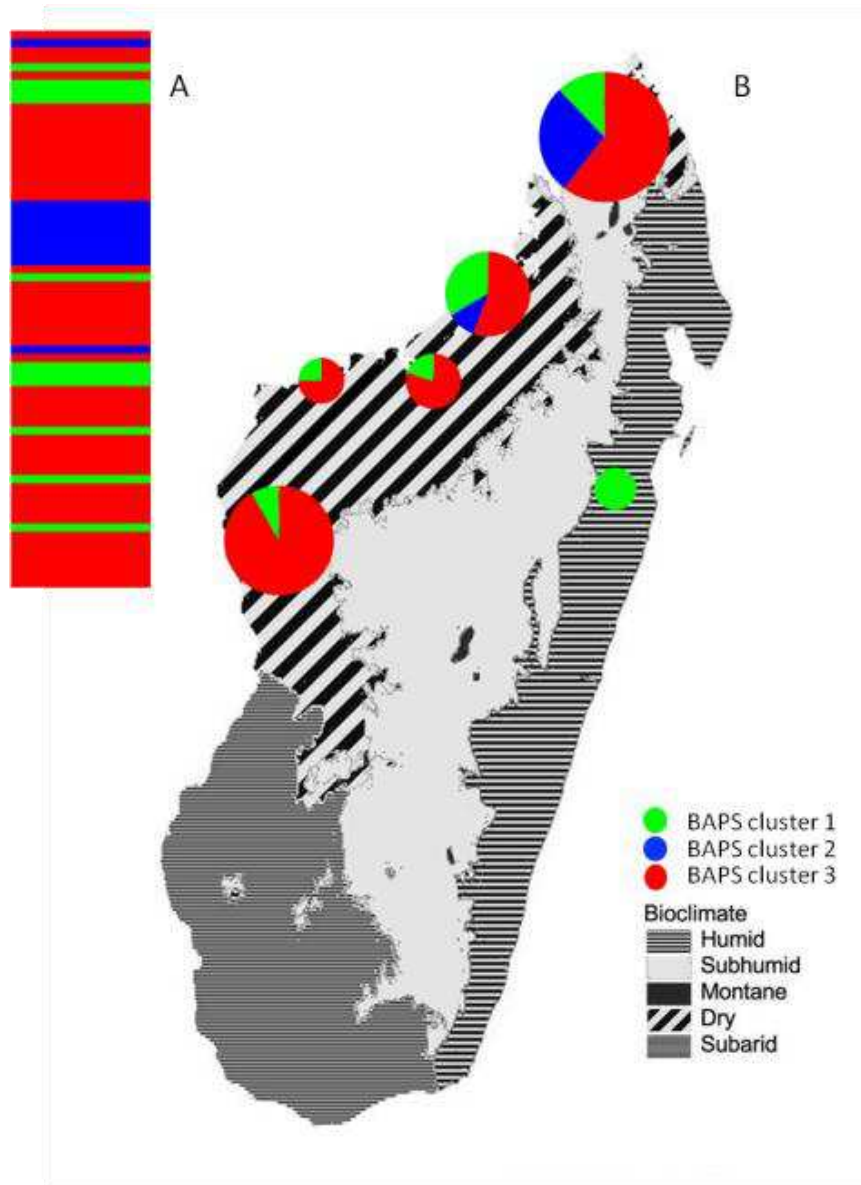 A
B
BAPS cluster 1
BAPS cluster 2
BAPS cluster 3
Bioclimate
Humid
Subhumid
Montane
Dry
Subarid